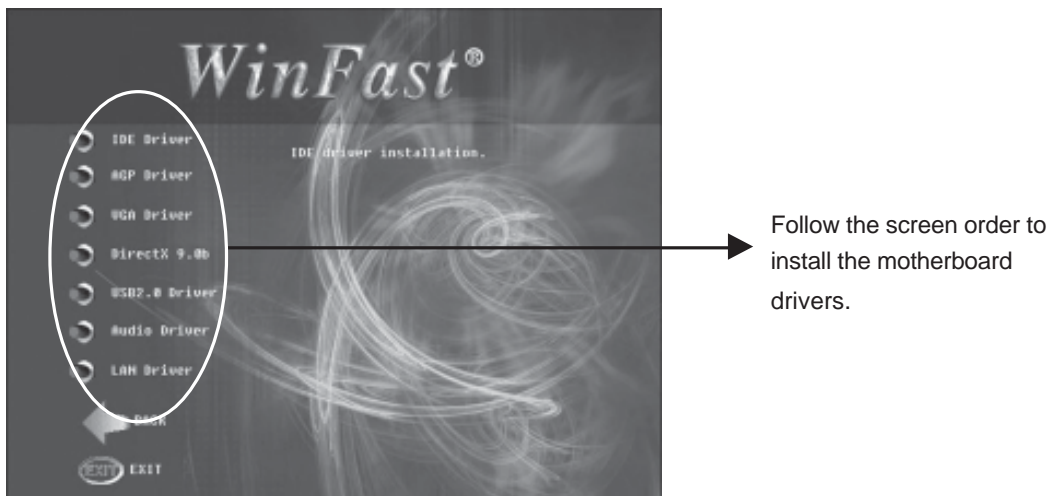 WinFast®
IDE Driver
IDE driver installation.
AGP Driver
VGA Driver
DirectX 9.0b
USB2.0 Driver
Audio Driver
LAN Driver
BACK
EXIT EXIT
Follow the screen order to
install the motherboard
drivers.